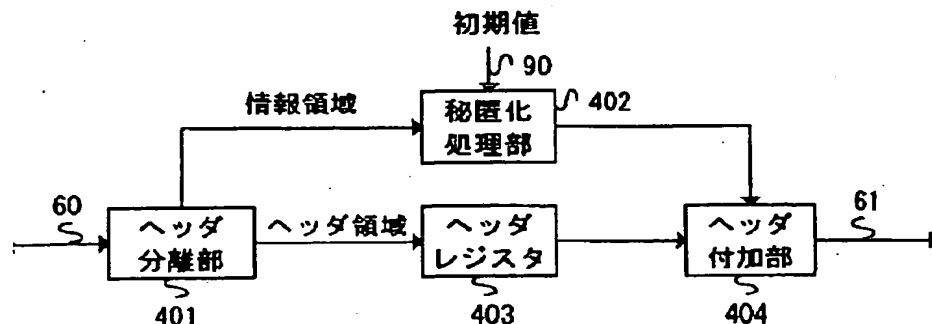 初期値
90
情報領域
秘匿化
処理部
402
60
ヘッダ
分離部
401
ヘッダ領域
ヘッダ
レジスタ
403
ヘッダ
付加部
404
61